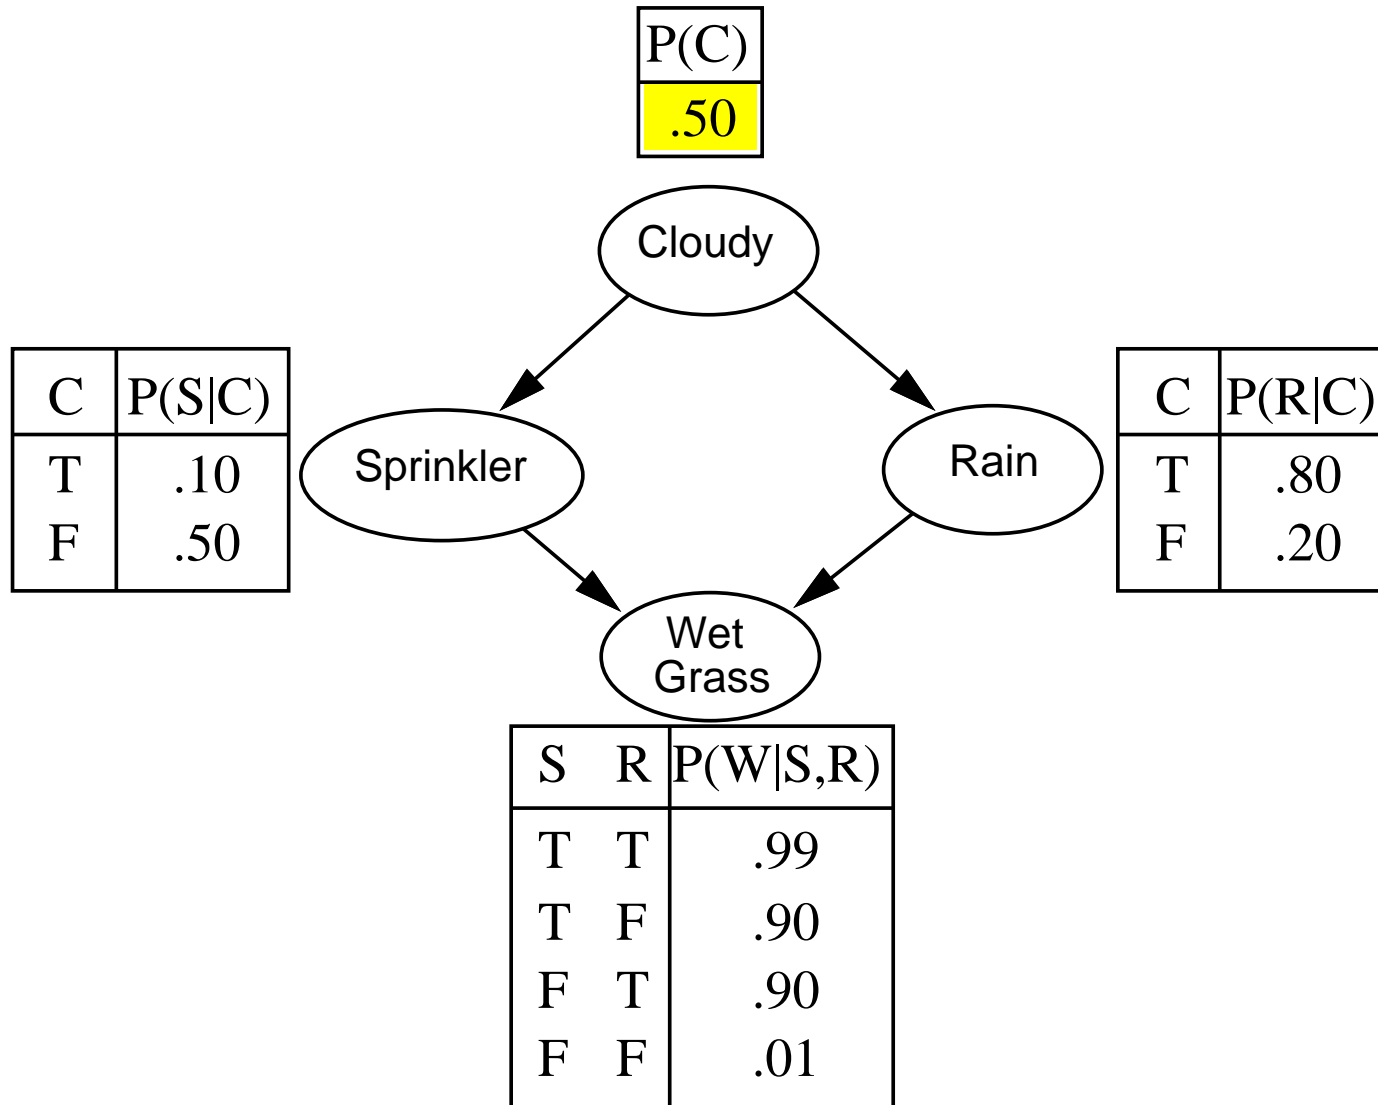 P(C)
.50
Cloudy
C P(S|C)
T .10
F .50
Sprinkler
Rain
C P(R|C)
T .80
F .20
Wet
Grass
S R P(W|S,R)
T T .99
T F .90
F T .90
F F .01